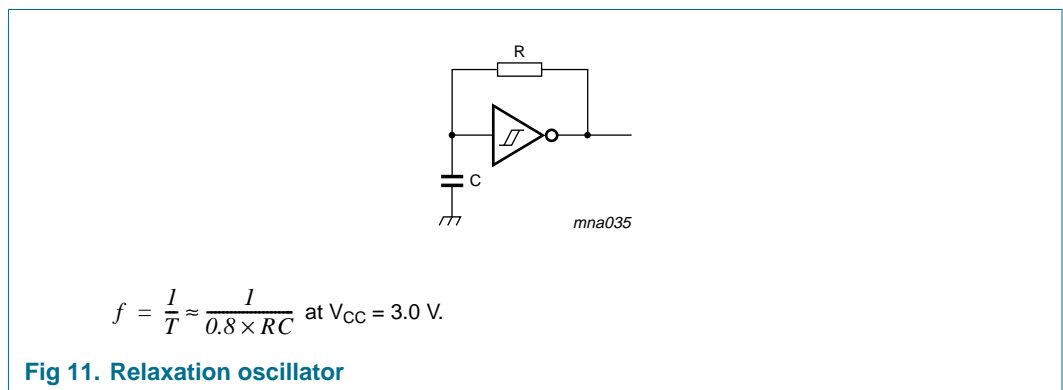 R
C
mna035
f = 1/T ≈ 1/(0.8 × RC) at VCC = 3.0 V.
Fig 11. Relaxation oscillator